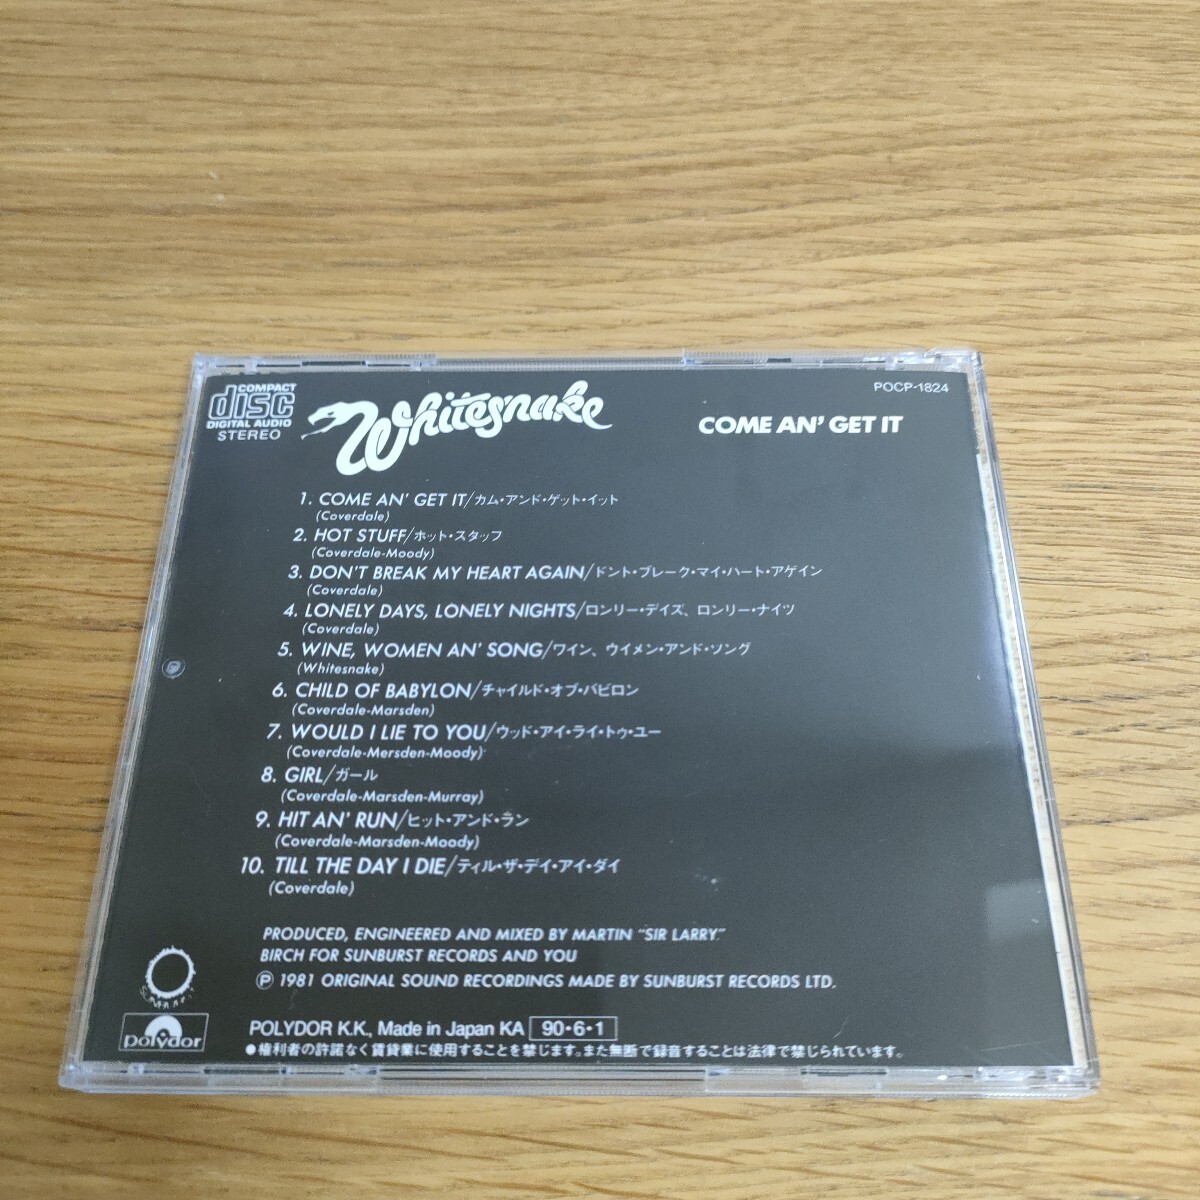 COMPACT
disc
DIGITAL AUDIO
STEREO
Whitesnake
COME AN' GET IT
POCP-1824
1. COME AN' GET IT/カム・アンド・ゲット・イット
(Coverdale)
2. HOT STUFF/ホット・スタッフ
(Coverdale-Moody)
3. DON'T BREAK MY HEART AGAIN/ドント・ブレーク・マイ・ハート・アゲイン
(Coverdale)
4. LONELY DAYS, LONELY NIGHTS/ロンリー・デイズ、ロンリー・ナイツ
(Coverdale)
5. WINE, WOMEN AN' SONG/ワイン、ウイメン・アンド・ソング
(Whitesnake)
6. CHILD OF BABYLON/チャイルド・オブ・バビロン
(Coverdale-Marsden)
7. WOULD I LIE TO YOU/ウッド・アイ・ライ・トゥ・ユー
(Coverdale-Mersden-Moody)
8. GIRL/ガール
(Coverdale-Marsden-Murray)
9. HIT AN' RUN/ヒット・アンド・ラン
(Coverdale-Marsden-Moody)
10. TILL THE DAY I DIE/ティル・ザ・デイ・アイ・ダイ
(Coverdale)
PRODUCED, ENGINEERED AND MIXED BY MARTIN "SIR LARRY"
BIRCH FOR SUNBURST RECORDS AND YOU
Ⓟ 1981 ORIGINAL SOUND RECORDINGS MADE BY SUNBURST RECORDS LTD.
polydor
POLYDOR K.K., Made in Japan KA 90・6・1
●権利者の許諾なく賃貸業に使用することを禁じます。また無断で録音することは法律で禁じられています。